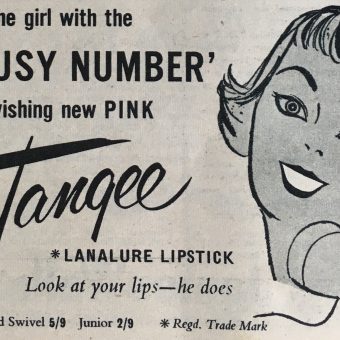 ne girl with the
USY NUMBER'
vishing new PINK
Tangee
*LANALURE LIPSTICK
Look at your lips—he does
d Swivel 5/9 Junior 2/9 * Regd. Trade Mark